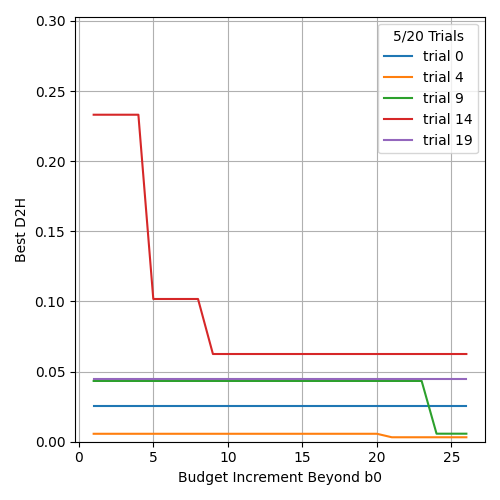 0.30
0.25
0.20
0.15
0.10
0.05
0.00
Best D2H
5/20 Trials
trial 0
trial 4
trial 9
trial 14
trial 19
0 5 10 15 20 25
Budget Increment Beyond b0